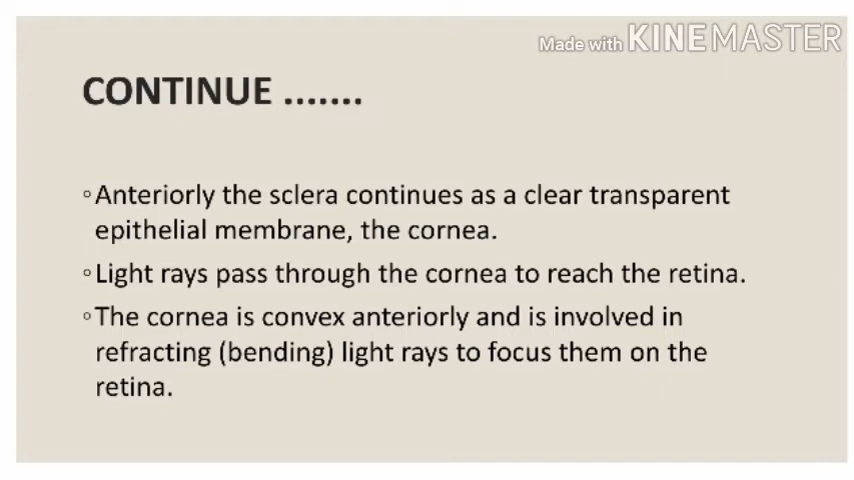 Made with KINEMASTER
CONTINUE .......
◦Anteriorly the sclera continues as a clear transparent
epithelial membrane, the cornea.
◦Light rays pass through the cornea to reach the retina.
◦The cornea is convex anteriorly and is involved in
refracting (bending) light rays to focus them on the
retina.